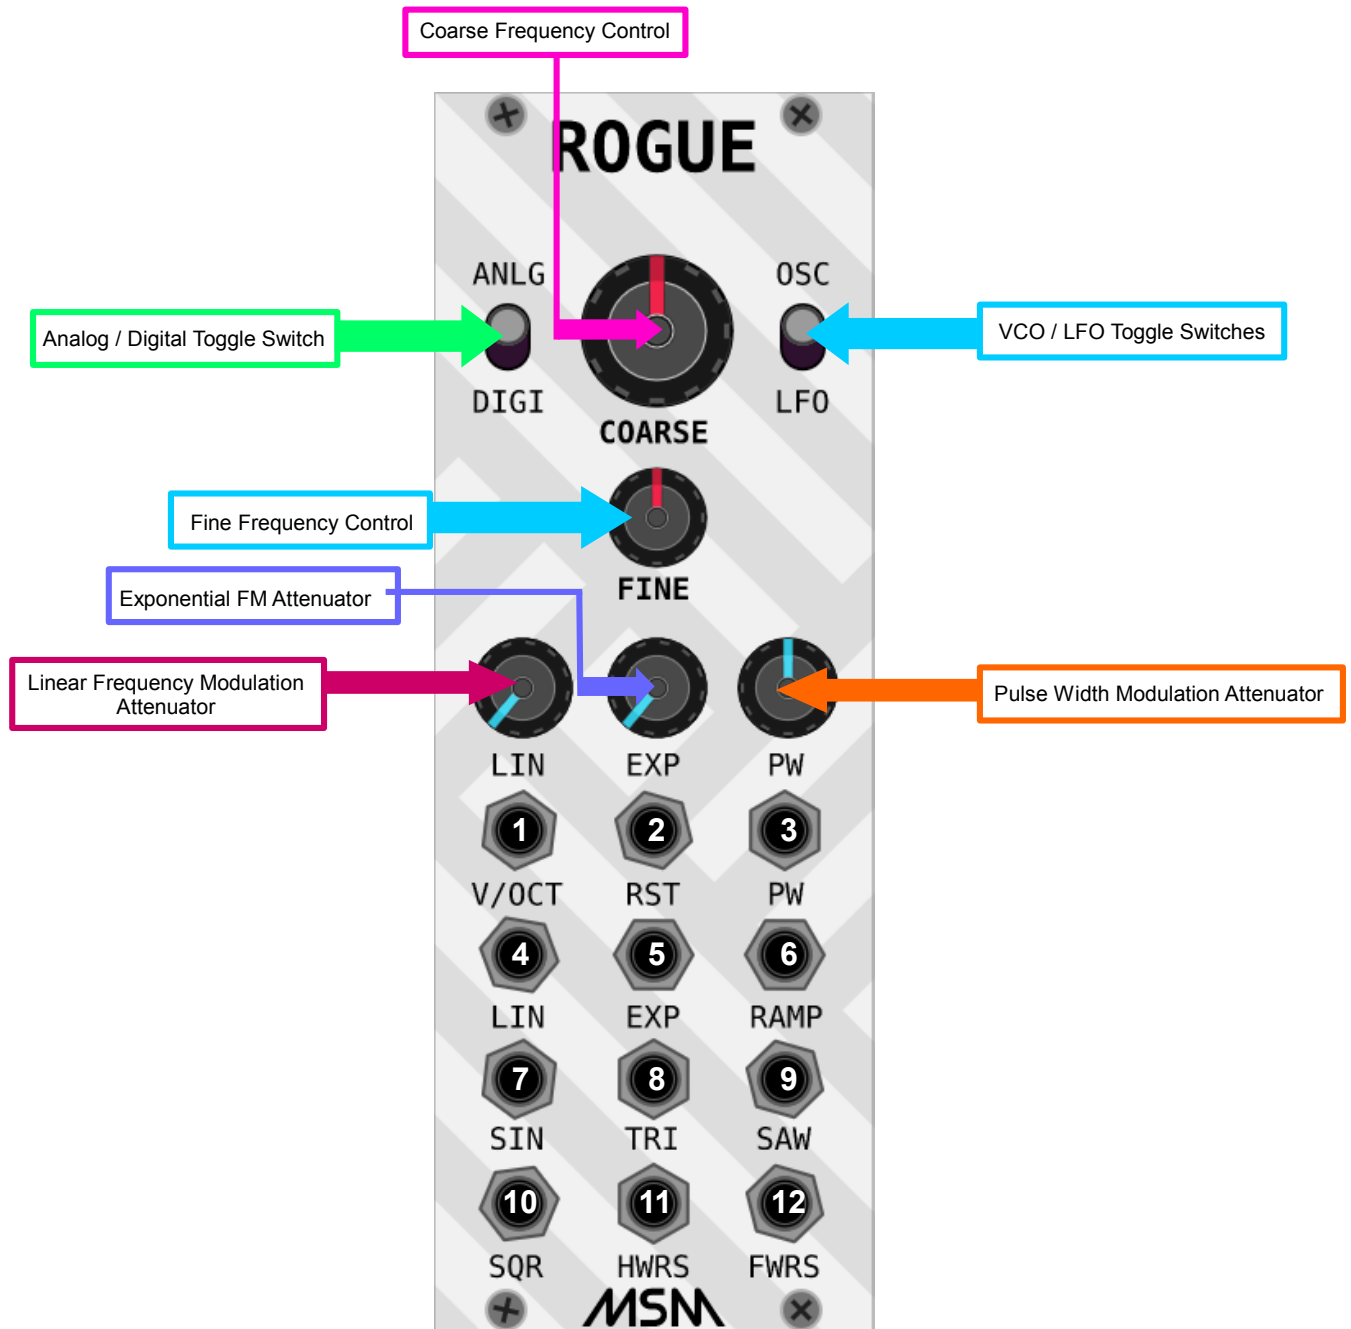 Coarse Frequency Control
ROGUE
ANLG
OSC
Analog / Digital Toggle Switch
VCO / LFO Toggle Switches
DIGI
LFO
COARSE
Fine Frequency Control
FINE
Exponential FM Attenuator
Linear Frequency Modulation
Attenuator
Pulse Width Modulation Attenuator
LIN EXP PW
1 2 3
V/OCT RST PW
4 5 6
LIN EXP RAMP
7 8 9
SIN TRI SAW
10 11 12
SQR HWRS FWRS
MSM